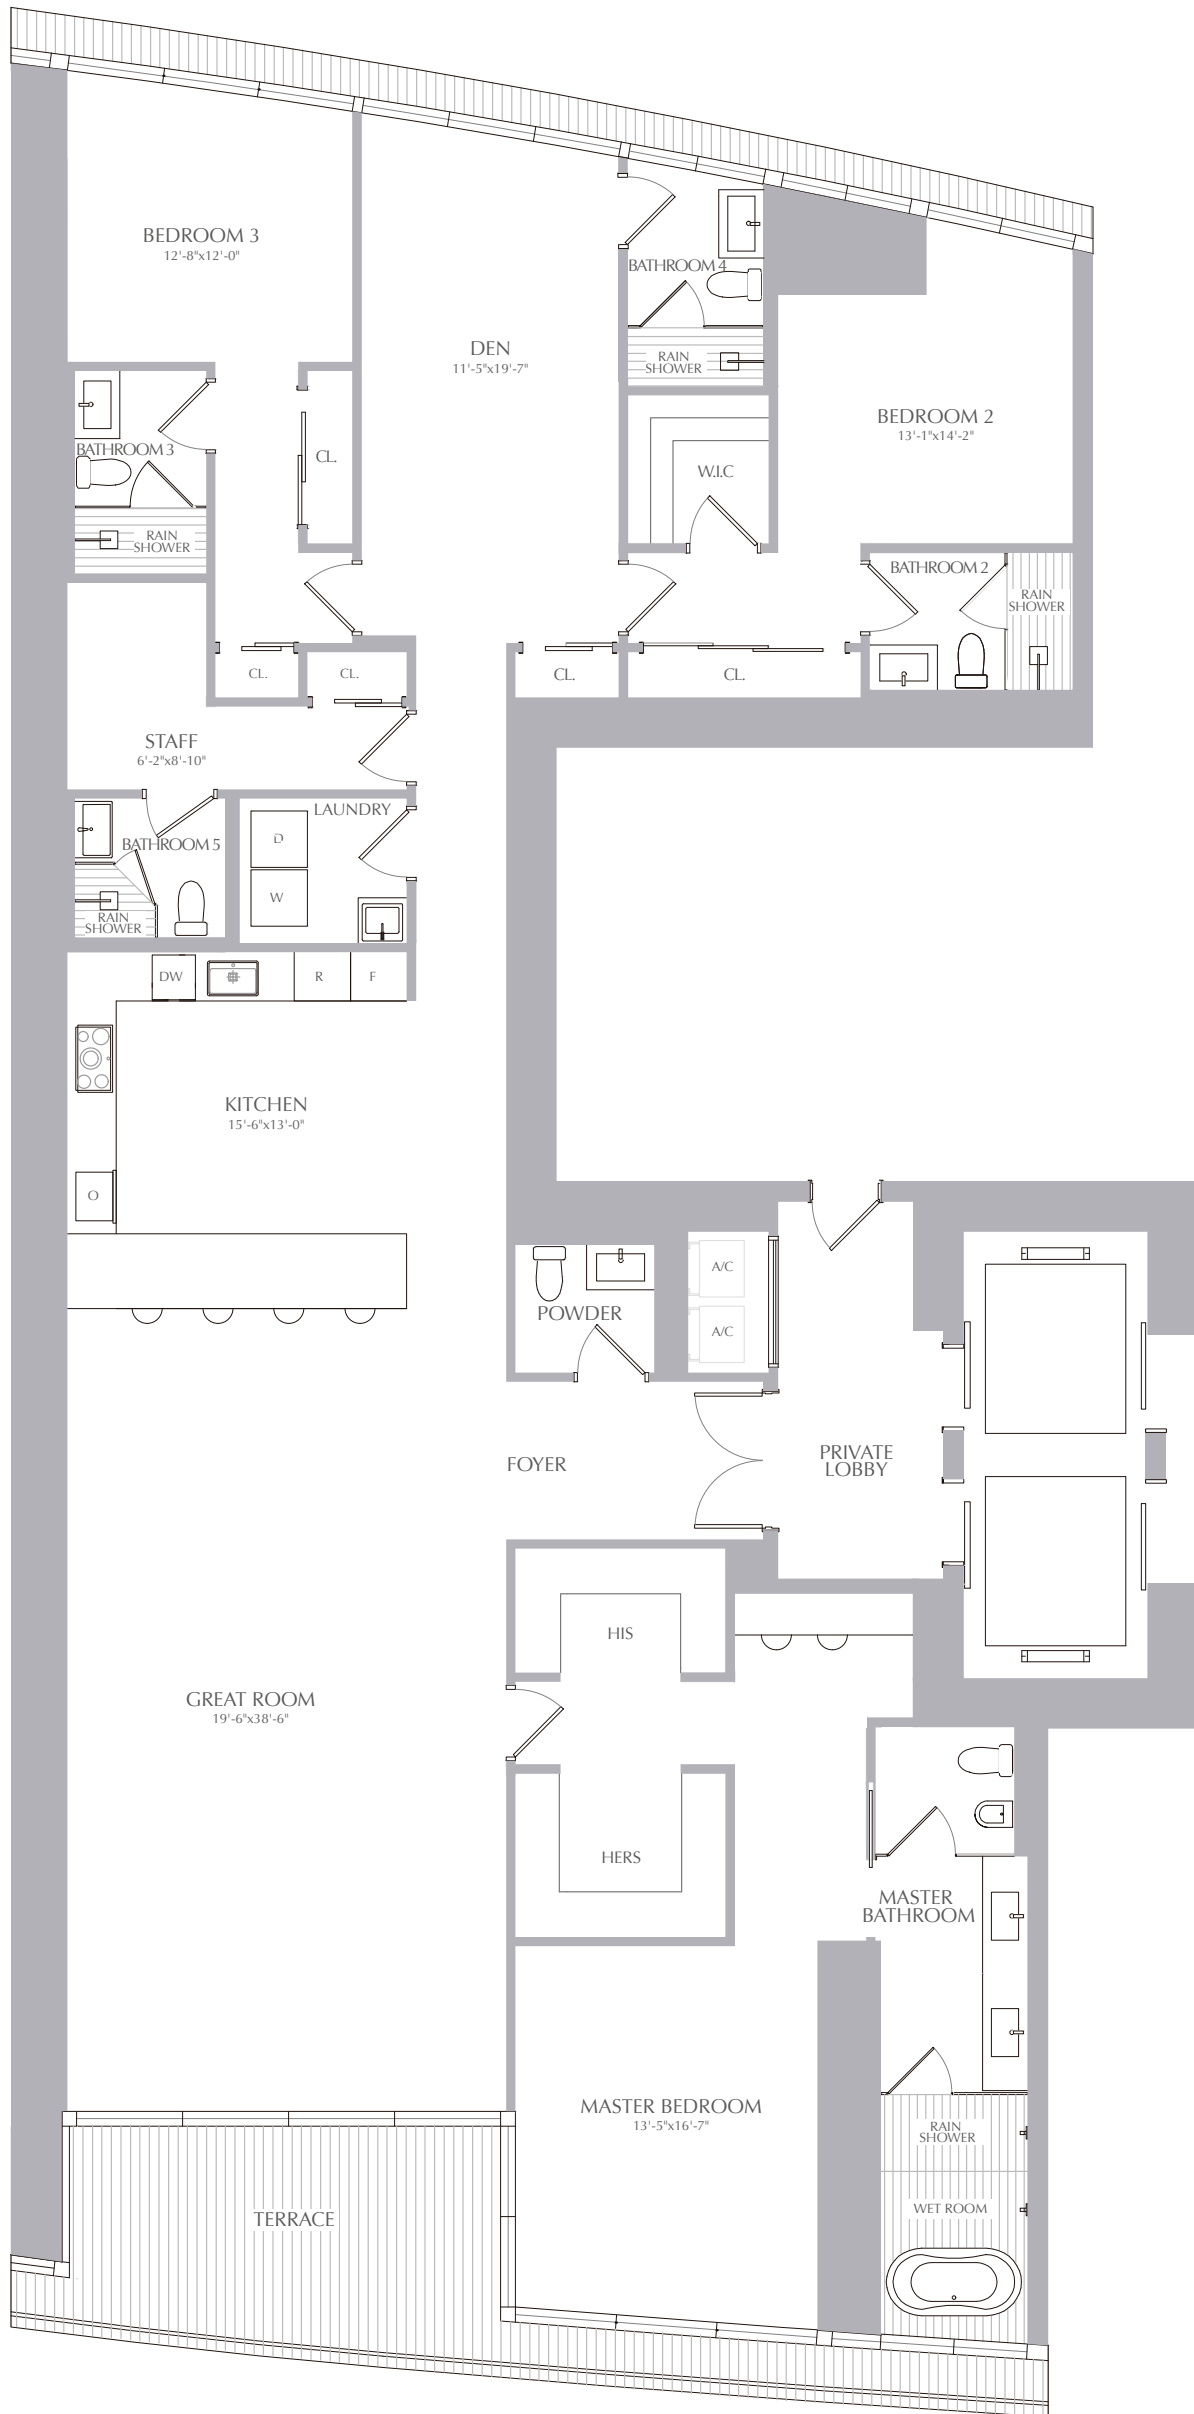 BEDROOM 3
12'-8"x12'-0"
BATHROOM 4
DEN
11'-5"x19'-7"
RAIN
SHOWER
BEDROOM 2
13'-1"x14'-2"
BATHROOM 3
CL.
W.I.C
RAIN
SHOWER
BATHROOM 2
RAIN
SHOWER
CL.
CL.
CL.
CL.
STAFF
6'-2"x8'-10"
LAUNDRY
D
BATHROOM 5
W
RAIN
SHOWER
DW
R
F
KITCHEN
15'-6"x13'-0"
O
A/C
POWDER
A/C
FOYER
PRIVATE
LOBBY
HIS
GREAT ROOM
19'-6"x38'-6"
HERS
MASTER
BATHROOM
MASTER BEDROOM
13'-5"x16'-7"
RAIN
SHOWER
WET ROOM
TERRACE